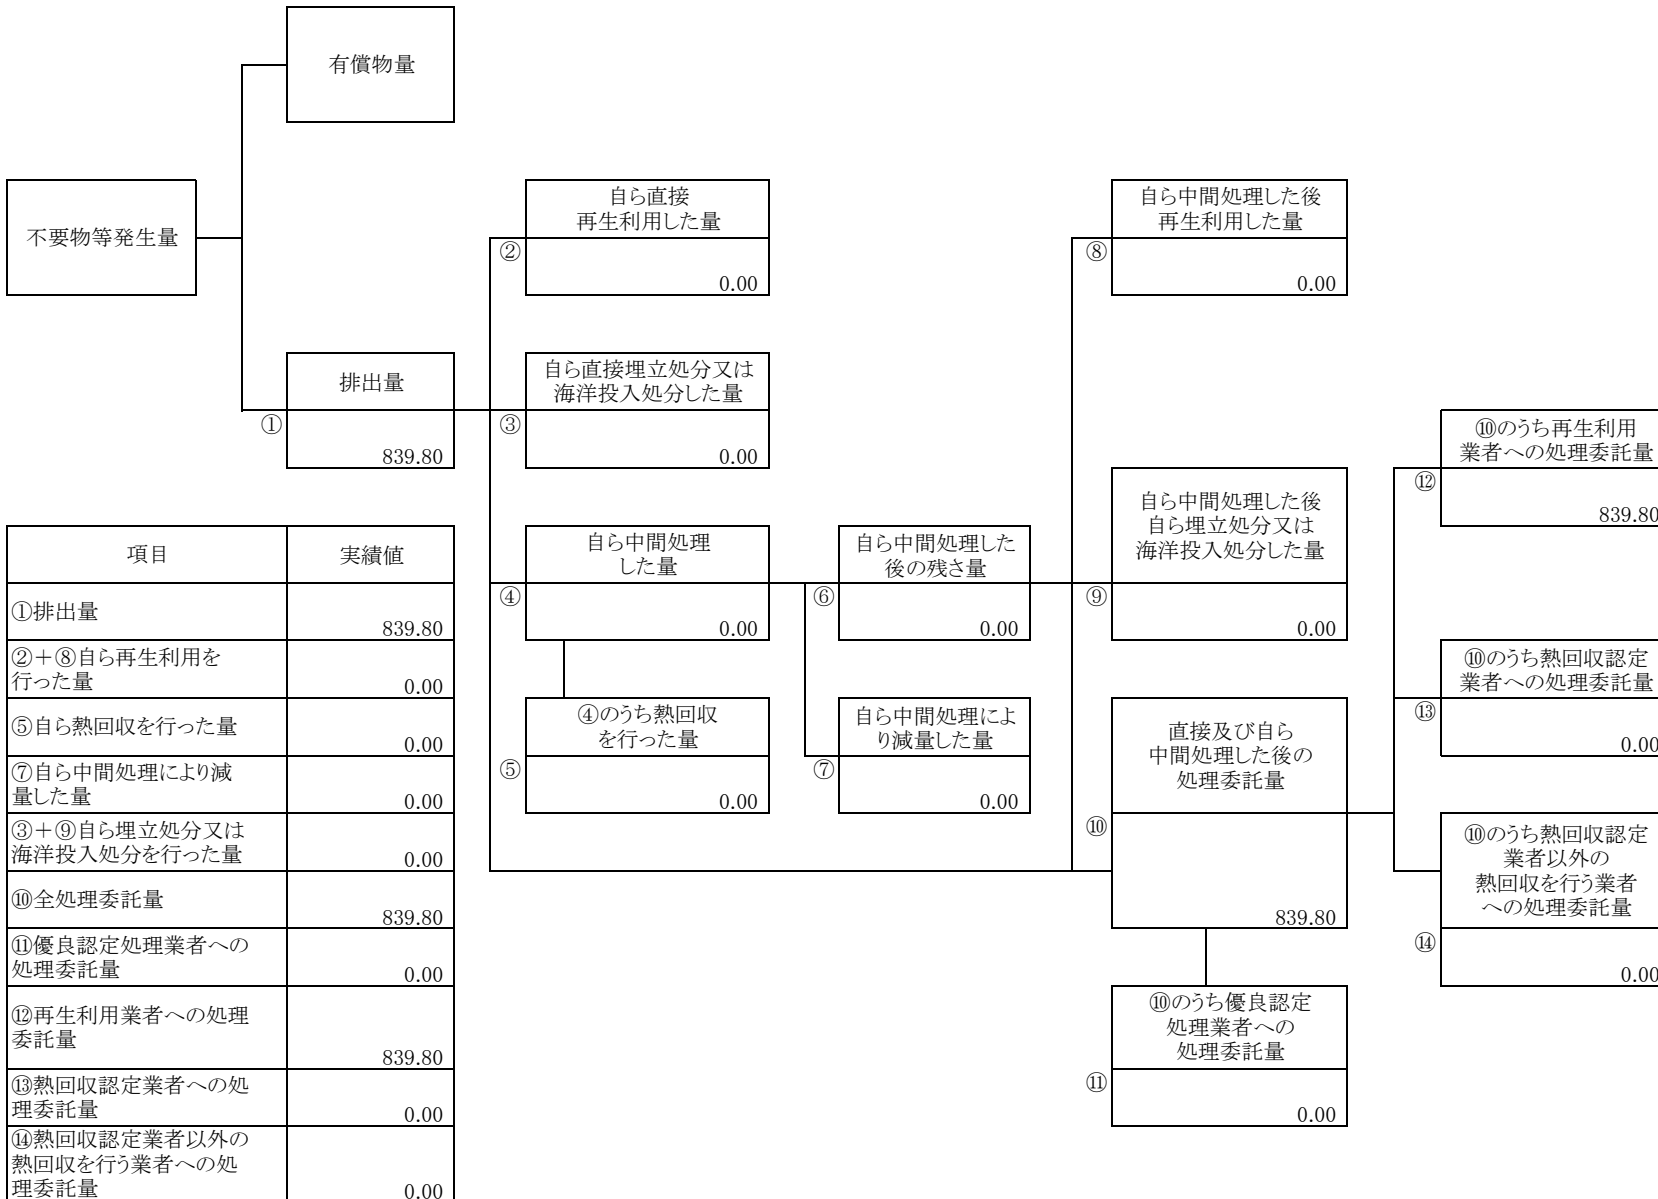 有償物量
不要物等発生量
排出量
①
839.80
自ら直接
再生利用した量
②
0.00
自ら直接埋立処分又は
海洋投入処分した量
③
0.00
自ら中間処理
した量
④
0.00
④のうち熱回収
を行った量
⑤
0.00
自ら中間処理した
後の残さ量
⑥
0.00
自ら中間処理によ
り減量した量
⑦
0.00
自ら中間処理した後
再生利用した量
⑧
0.00
自ら中間処理した後
自ら埋立処分又は
海洋投入処分した量
⑨
0.00
直接及び自ら
中間処理した後の
処理委託量
⑩
839.80
⑩のうち優良認定
処理業者への
処理委託量
⑪
0.00
⑩のうち再生利用
業者への処理委託量
⑫
839.80
⑩のうち熱回収認定
業者への処理委託量
⑬
0.00
⑩のうち熱回収認定
業者以外の
熱回収を行う業者
への処理委託量
⑭
0.00
項目 実績値
①排出量
839.80
②＋⑧自ら再生利用を
行った量 0.00
⑤自ら熱回収を行った量
0.00
⑦自ら中間処理により減
量した量 0.00
③＋⑨自ら埋立処分又は
海洋投入処分を行った量 0.00
⑩全処理委託量
839.80
⑪優良認定処理業者への
処理委託量 0.00
⑫再生利用業者への処理
委託量
839.80
⑬熱回収認定業者への処
理委託量 0.00
⑭熱回収認定業者以外の
熱回収を行う業者への処
理委託量 0.00